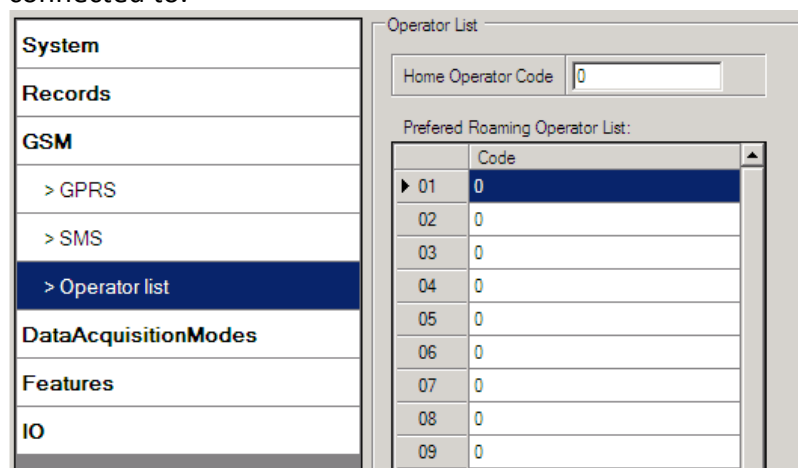 connected to.
System
Records
GSM
> GPRS
> SMS
> Operator list
DataAcquisitionModes
Features
IO
Operator List
Home Operator Code 0
Prefered Roaming Operator List:
Code
01 0
02 0
03 0
04 0
05 0
06 0
07 0
08 0
09 0